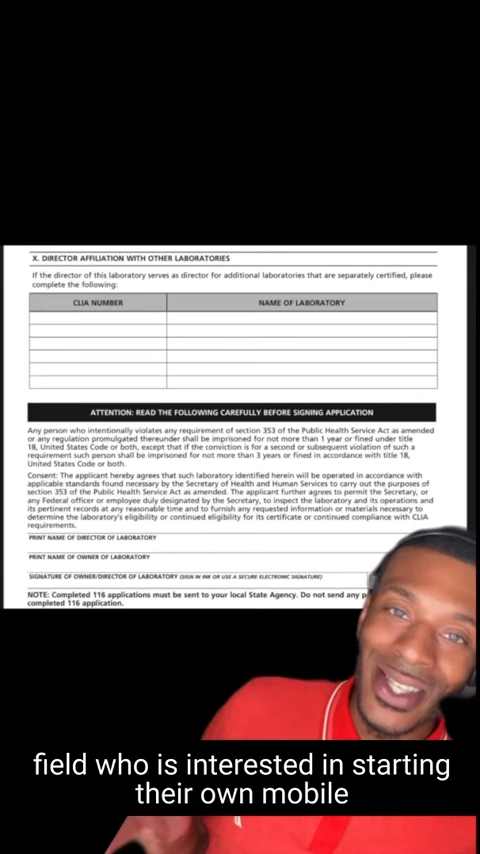 X. DIRECTOR AFFILIATION WITH OTHER LABORATORIES
If the director of this laboratory serves as director for additional laboratories that are separately certified, please
complete the following:
CLIA NUMBER NAME OF LABORATORY
ATTENTION: READ THE FOLLOWING CAREFULLY BEFORE SIGNING APPLICATION
Any person who intentionally violates any requirement of section 353 of the Public Health Service Act as amended
or any regulation promulgated thereunder shall be imprisoned for not more than 1 year or fined under title
18, United States Code or both, except that if the conviction is for a second or subsequent violation of such a
requirement such person shall be imprisoned for not more than 3 years or fined in accordance with title 18,
United States Code or both.
Consent: The applicant hereby agrees that such laboratory identified herein will be operated in accordance with
applicable standards found necessary by the Secretary of Health and Human Services to carry out the purposes of
section 353 of the Public Health Service Act as amended. The applicant further agrees to permit the Secretary, or
any Federal officer or employee duly designated by the Secretary, to inspect the laboratory and its operations and
its pertinent records at any reasonable time and to furnish any requested information or materials necessary to
determine the laboratory's eligibility or continued eligibility for its certificate or continued compliance with CLIA
requirements.
PRINT NAME OF DIRECTOR OF LABORATORY
PRINT NAME OF OWNER OF LABORATORY
SIGNATURE OF OWNER/DIRECTOR OF LABORATORY (SIGN IN INK OR USE A SECURE ELECTRONIC SIGNATURE)
NOTE: Completed 116 applications must be sent to your local State Agency. Do not send any
completed 116 application.
field who is interested in starting
their own mobile